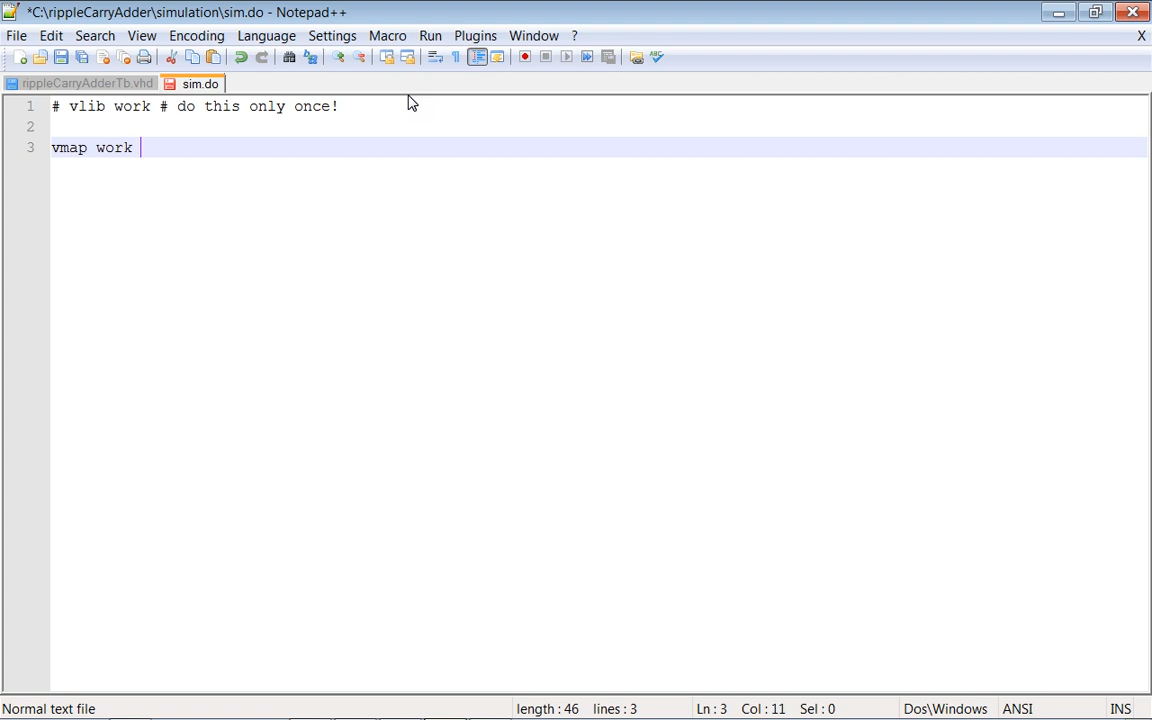 *C:\rippleCarryAdder\simulation\sim.do - Notepad++
File Edit Search View Encoding Language Settings Macro Run Plugins Window ? X
rippleCarryAdderTb.vhd sim.do
1 # vlib work # do this only once!
2
3 vmap work
Normal text file length : 46 lines : 3 Ln : 3 Col : 11 Sel : 0 Dos\Windows ANSI INS